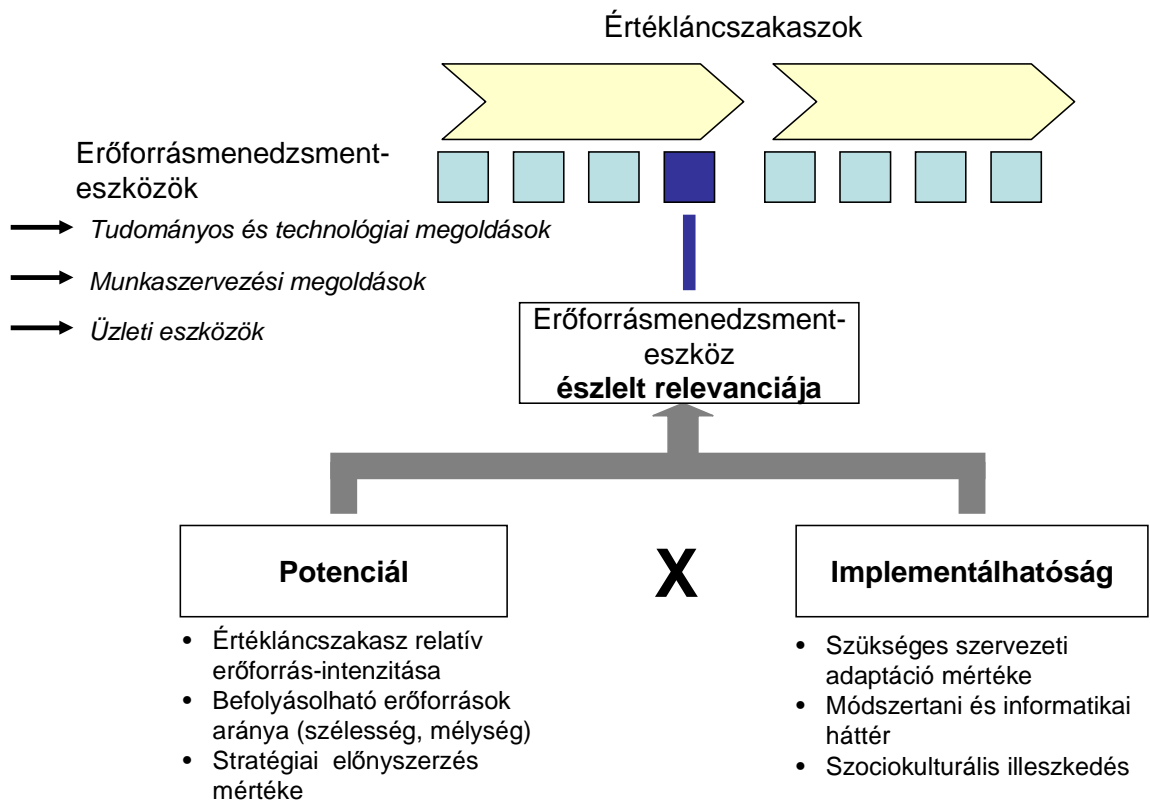 Értékláncszakaszok
Erőforrásmenedzsment-
eszközök
Tudományos és technológiai megoldások
Munkaszervezési megoldások
Üzleti eszközök
Erőforrásmenedzsment-
eszköz
észlelt relevanciája
Potenciál
X
Implementálhatóság
• Értékláncszakasz relatív
erőforrás-intenzitása
• Befolyásolható erőforrások
aránya (szélesség, mélység)
• Stratégiai előnyszerzés
mértéke
• Szükséges szervezeti
adaptáció mértéke
• Módszertani és informatikai
háttér
• Szociokulturális illeszkedés